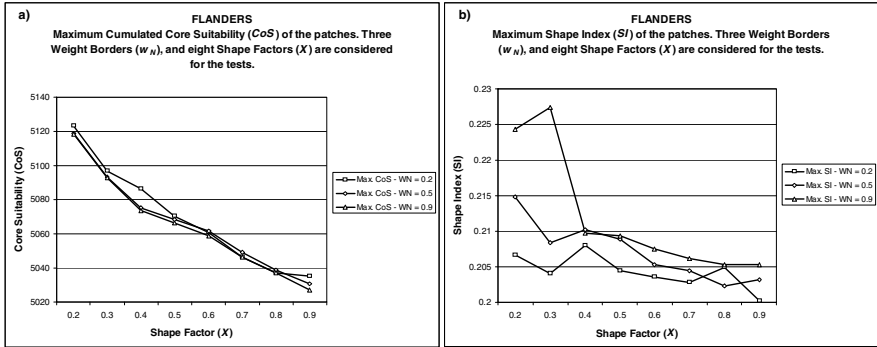 a)
FLANDERS
Maximum Cumulated Core Suitability (CoS) of the patches. Three
Weight Borders (wN), and eight Shape Factors (X) are considered
for the tests.
5140
5120
5100
5080
5060
5040
5020
Core Suitability (CoS)
0.2 0.3 0.4 0.5 0.6 0.7 0.8 0.9
Shape Factor (X)
Max. CoS - WN = 0.2
Max. CoS - WN = 0.5
Max. CoS - WN = 0.9
b)
FLANDERS
Maximum Shape Index (SI) of the patches. Three Weight Borders
(wN), and eight Shape Factors (X) are considered for the tests.
0.23
0.225
0.22
0.215
0.21
0.205
0.2
Shape Index (SI)
0.2 0.3 0.4 0.5 0.6 0.7 0.8 0.9
Shape Factor (X)
Max. SI - WN = 0.2
Max. SI - WN = 0.5
Max. SI - WN = 0.9